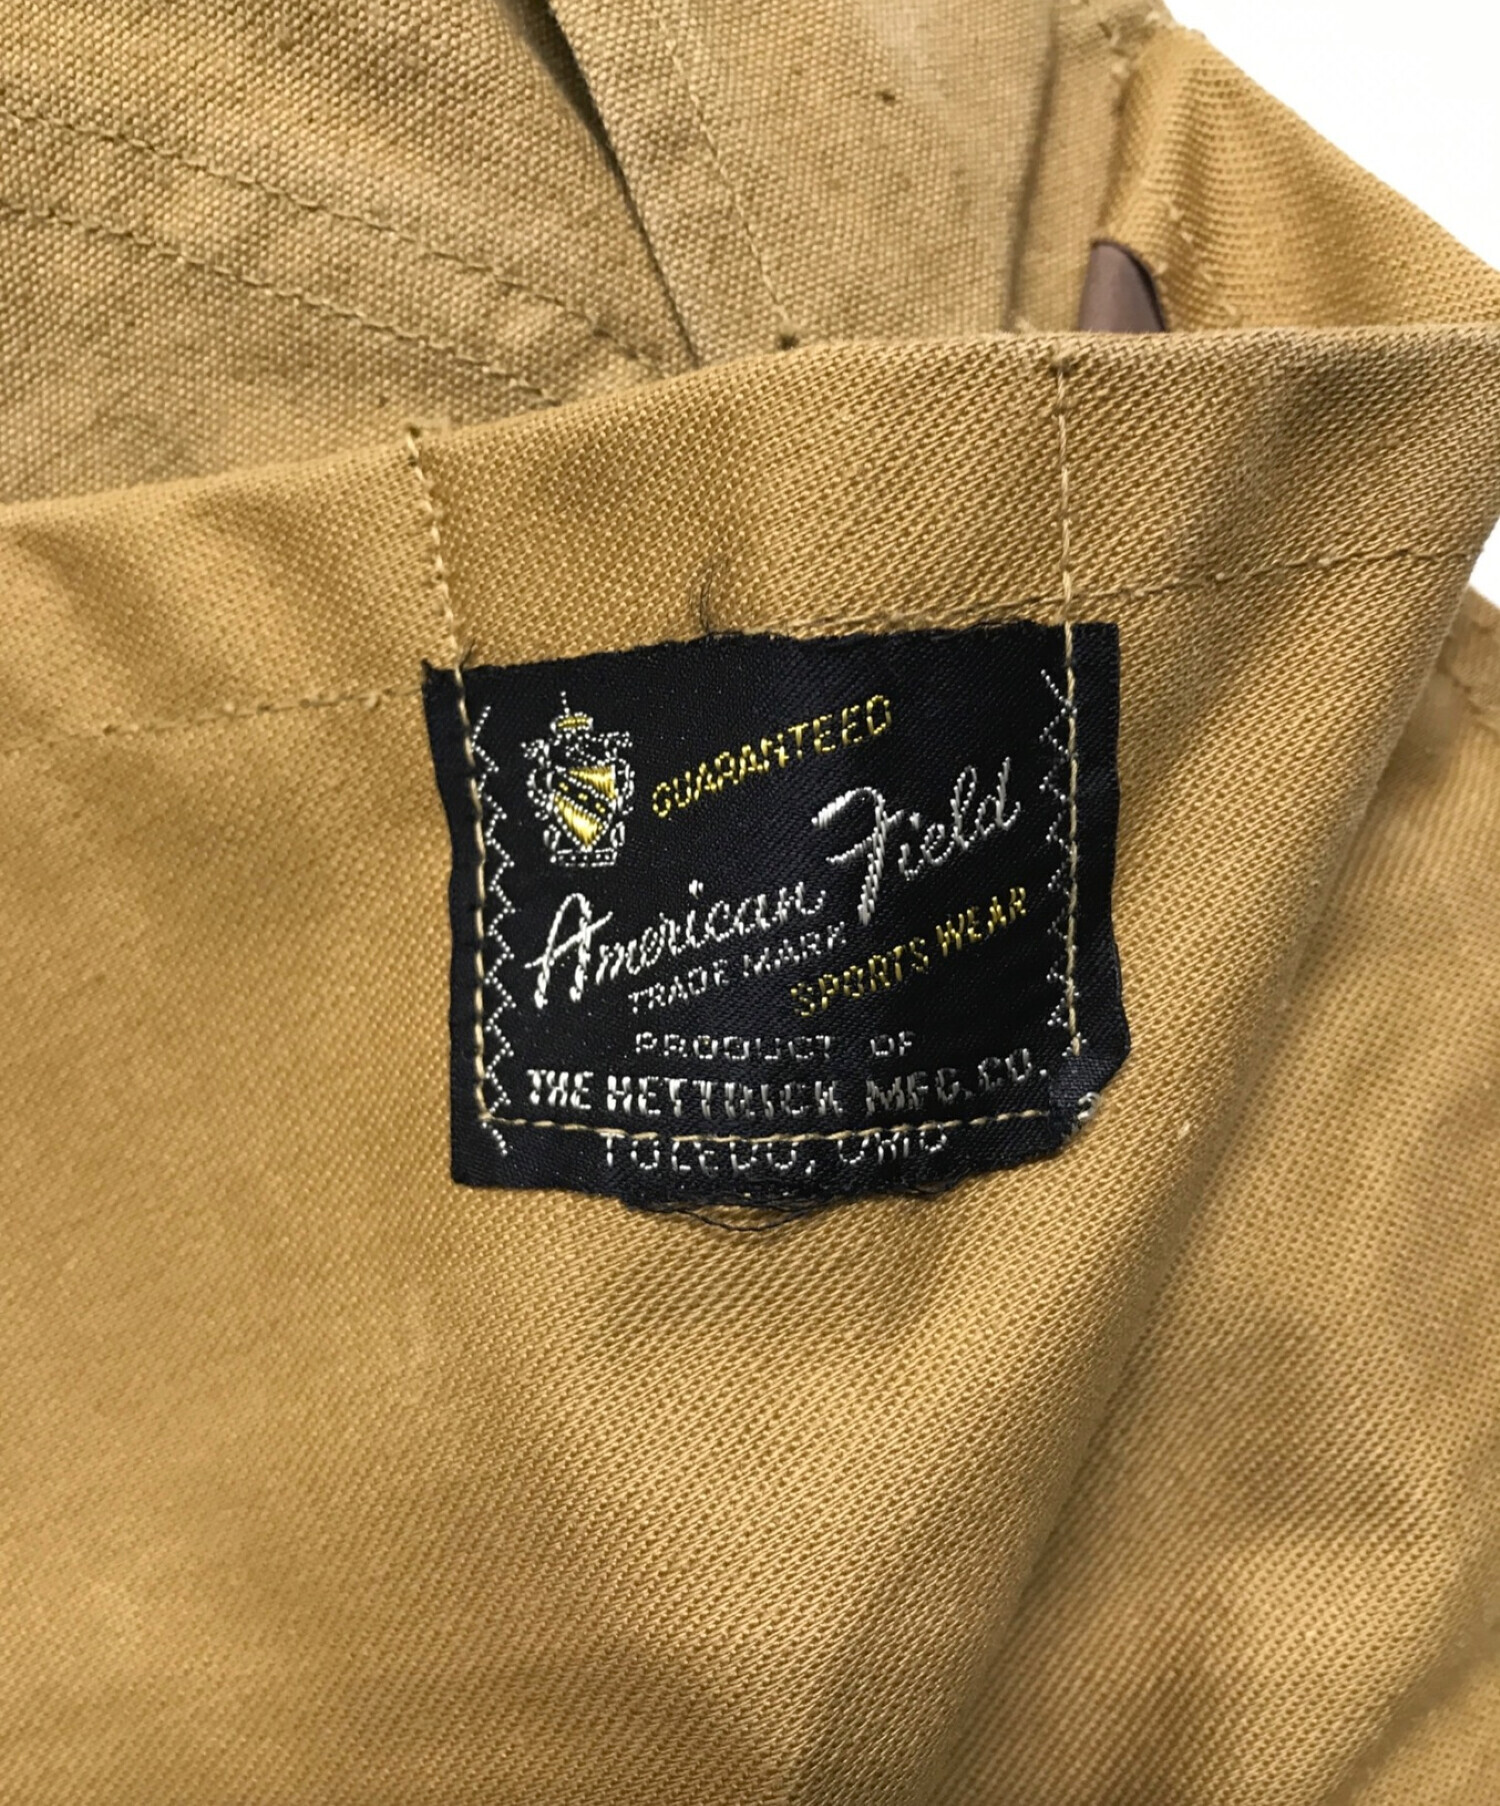 GUARANTEED
American Field
TRADE MARK
SPORTS WEAR
PRODUCT OF
THE HETTRICK MFG. CO.
TOLEDO, OHIO